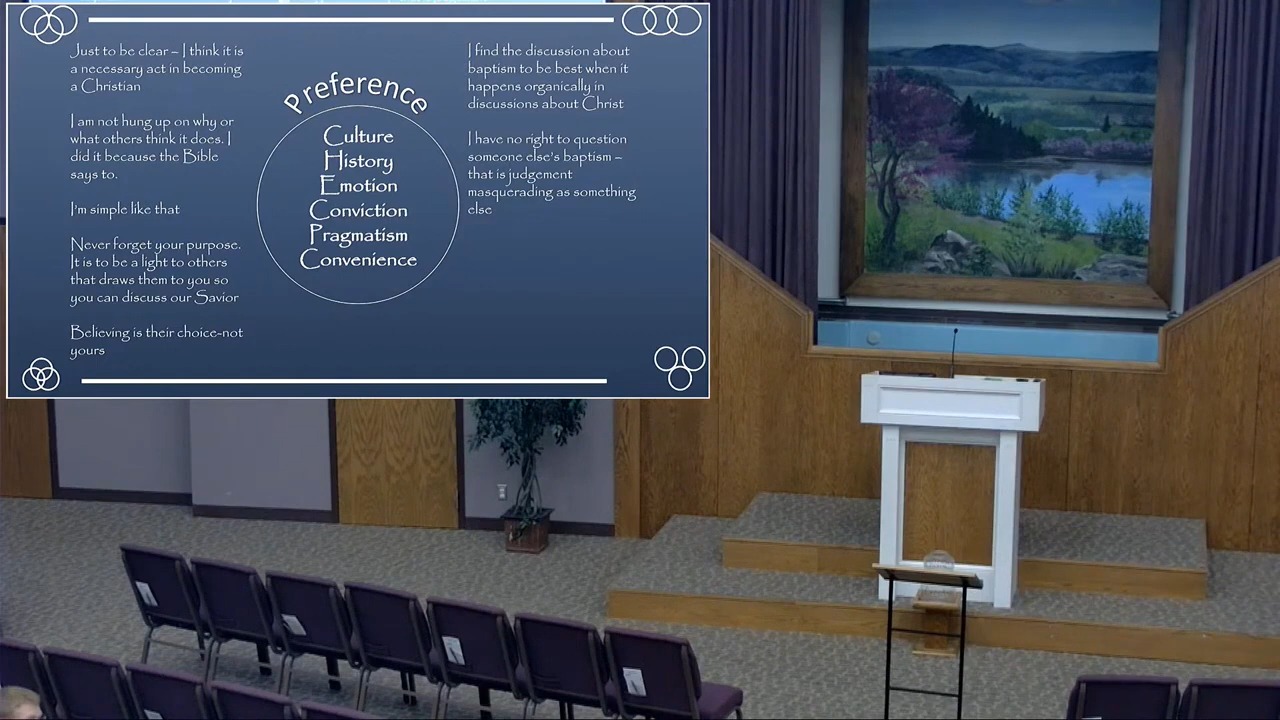 Just to be clear – I think it is
a necessary act in becoming
a Christian
I am not hung up on why or
what others think it does. I
did it because the Bible
says to.
I'm simple like that
Never forget your purpose.
It is to be a light to others
that draws them to you so
you can discuss our Savior
Believing is their choice-not
yours
Preference
Culture
History
Emotion
Conviction
Pragmatism
Convenience
I find the discussion about
baptism to be best when it
happens organically in
discussions about Christ
I have no right to question
someone else's baptism –
that is judgement
masquerading as something
else